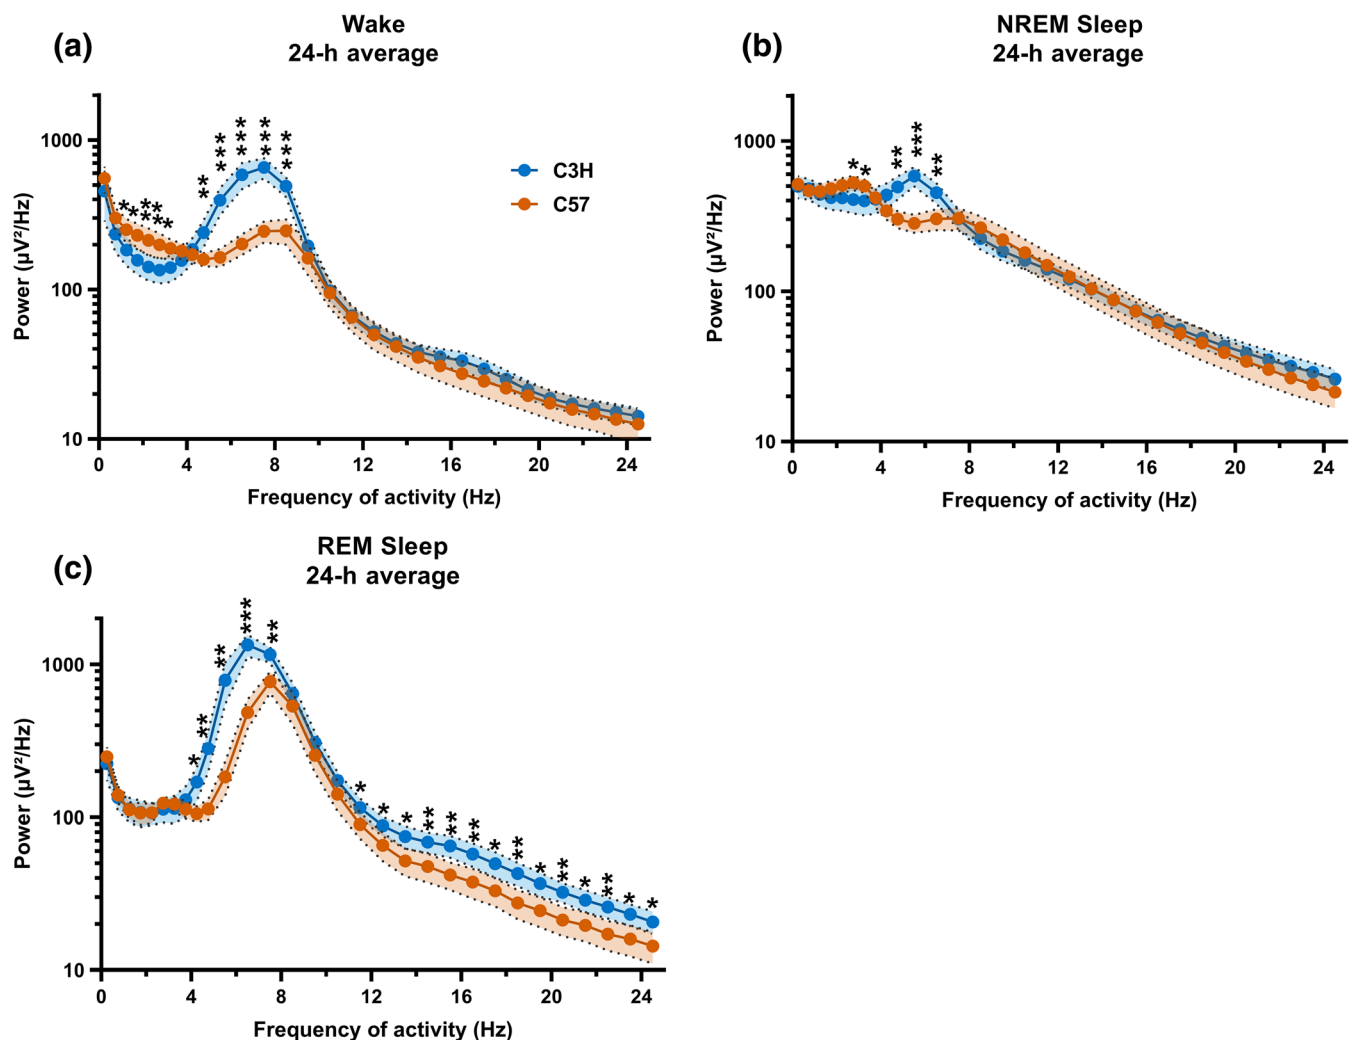 (a)
Wake
24-h average
1000
100
10
Power (µV²/Hz)
** *** *** *** ***
* * ** ** * *
C3H
C57
0 4 8 12 16 20 24
Frequency of activity (Hz)
(b)
NREM Sleep
24-h average
1000
100
10
Power (µV²/Hz)
* * ** *** **
0 4 8 12 16 20 24
Frequency of activity (Hz)
(c)
REM Sleep
24-h average
1000
100
10
Power (µV²/Hz)
* ** ** *** **
* * * ** ** ** * ** * ** * ** * *
0 4 8 12 16 20 24
Frequency of activity (Hz)